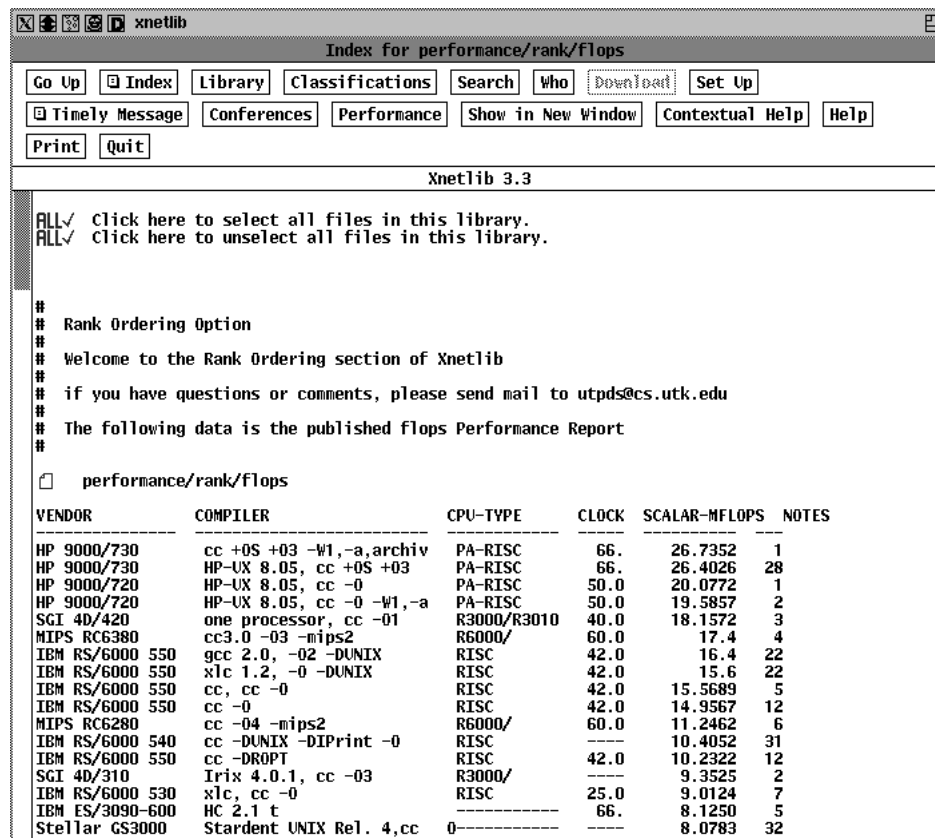 xnetlib
Index for performance/rank/flops
Go Up Index Library Classifications Search Who Download Set Up
Timely Message Conferences Performance Show in New Window Contextual Help Help
Print Quit
Xnetlib 3.3
ALL✓ Click here to select all files in this library.
ALL✓ Click here to unselect all files in this library.
#
# Rank Ordering Option
#
# Welcome to the Rank Ordering section of Xnetlib
#
# if you have questions or comments, please send mail to utpds@cs.utk.edu
#
# The following data is the published flops Performance Report
#
performance/rank/flops
VENDOR COMPILER CPU-TYPE CLOCK SCALAR-MFLOPS NOTES
--------------- ------------------------- ------------ ----- ---------- ---
HP 9000/730 cc +OS +O3 -W1,-a,archiv PA-RISC 66. 26.7352 1
HP 9000/730 HP-UX 8.05, cc +OS +O3 PA-RISC 66. 26.4026 28
HP 9000/720 HP-UX 8.05, cc -O PA-RISC 50.0 20.0772 1
HP 9000/720 HP-UX 8.05, cc -O -W1,-a PA-RISC 50.0 19.5857 2
SGI 4D/420 one processor, cc -O1 R3000/R3010 40.0 18.1572 3
MIPS RC6380 cc3.0 -O3 -mips2 R6000/ 60.0 17.4 4
IBM RS/6000 550 gcc 2.0, -O2 -DUNIX RISC 42.0 16.4 22
IBM RS/6000 550 xlc 1.2, -O -DUNIX RISC 42.0 15.6 22
IBM RS/6000 550 cc, cc -O RISC 42.0 15.5689 5
IBM RS/6000 550 cc -O RISC 42.0 14.9567 12
MIPS RC6280 cc -O4 -mips2 R6000/ 60.0 11.2462 6
IBM RS/6000 540 cc -DUNIX -DIPrint -O RISC ---- 10.4052 31
IBM RS/6000 550 cc -DROPT RISC 42.0 10.2322 12
SGI 4D/310 Irix 4.0.1, cc -O3 R3000/ ---- 9.3525 2
IBM RS/6000 530 xlc, cc -O RISC 25.0 9.0124 7
IBM ES/3090-600 HC 2.1 t ----------- 66. 8.1250 5
Stellar GS3000 Stardent UNIX Rel. 4,cc O----------- ---- 8.0783 32